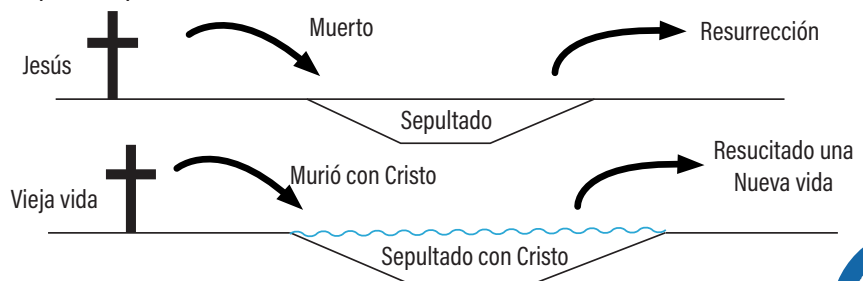 Muerto
Resurrección
Jesús
Sepultado
Resucitado una
Nueva vida
Murió con Cristo
Vieja vida
Sepultado con Cristo